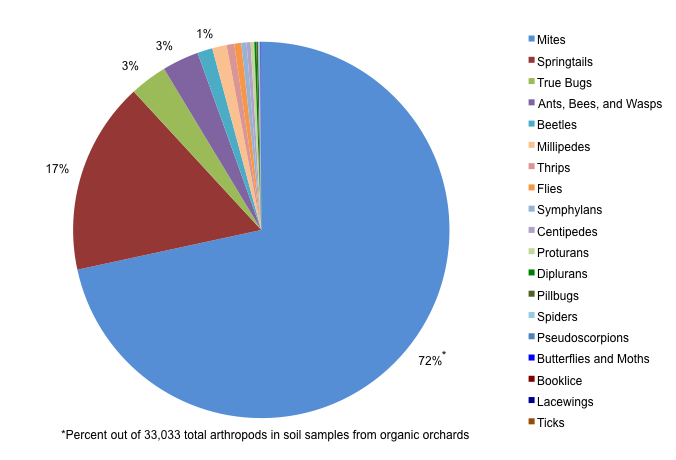 1%
3%
3%
17%
72%*
Mites
Springtails
True Bugs
Ants, Bees, and Wasps
Beetles
Millipedes
Thrips
Flies
Symphylans
Centipedes
Proturans
Diplurans
Pillbugs
Spiders
Pseudoscorpions
Butterflies and Moths
Booklice
Lacewings
Ticks
*Percent out of 33,033 total arthropods in soil samples from organic orchards